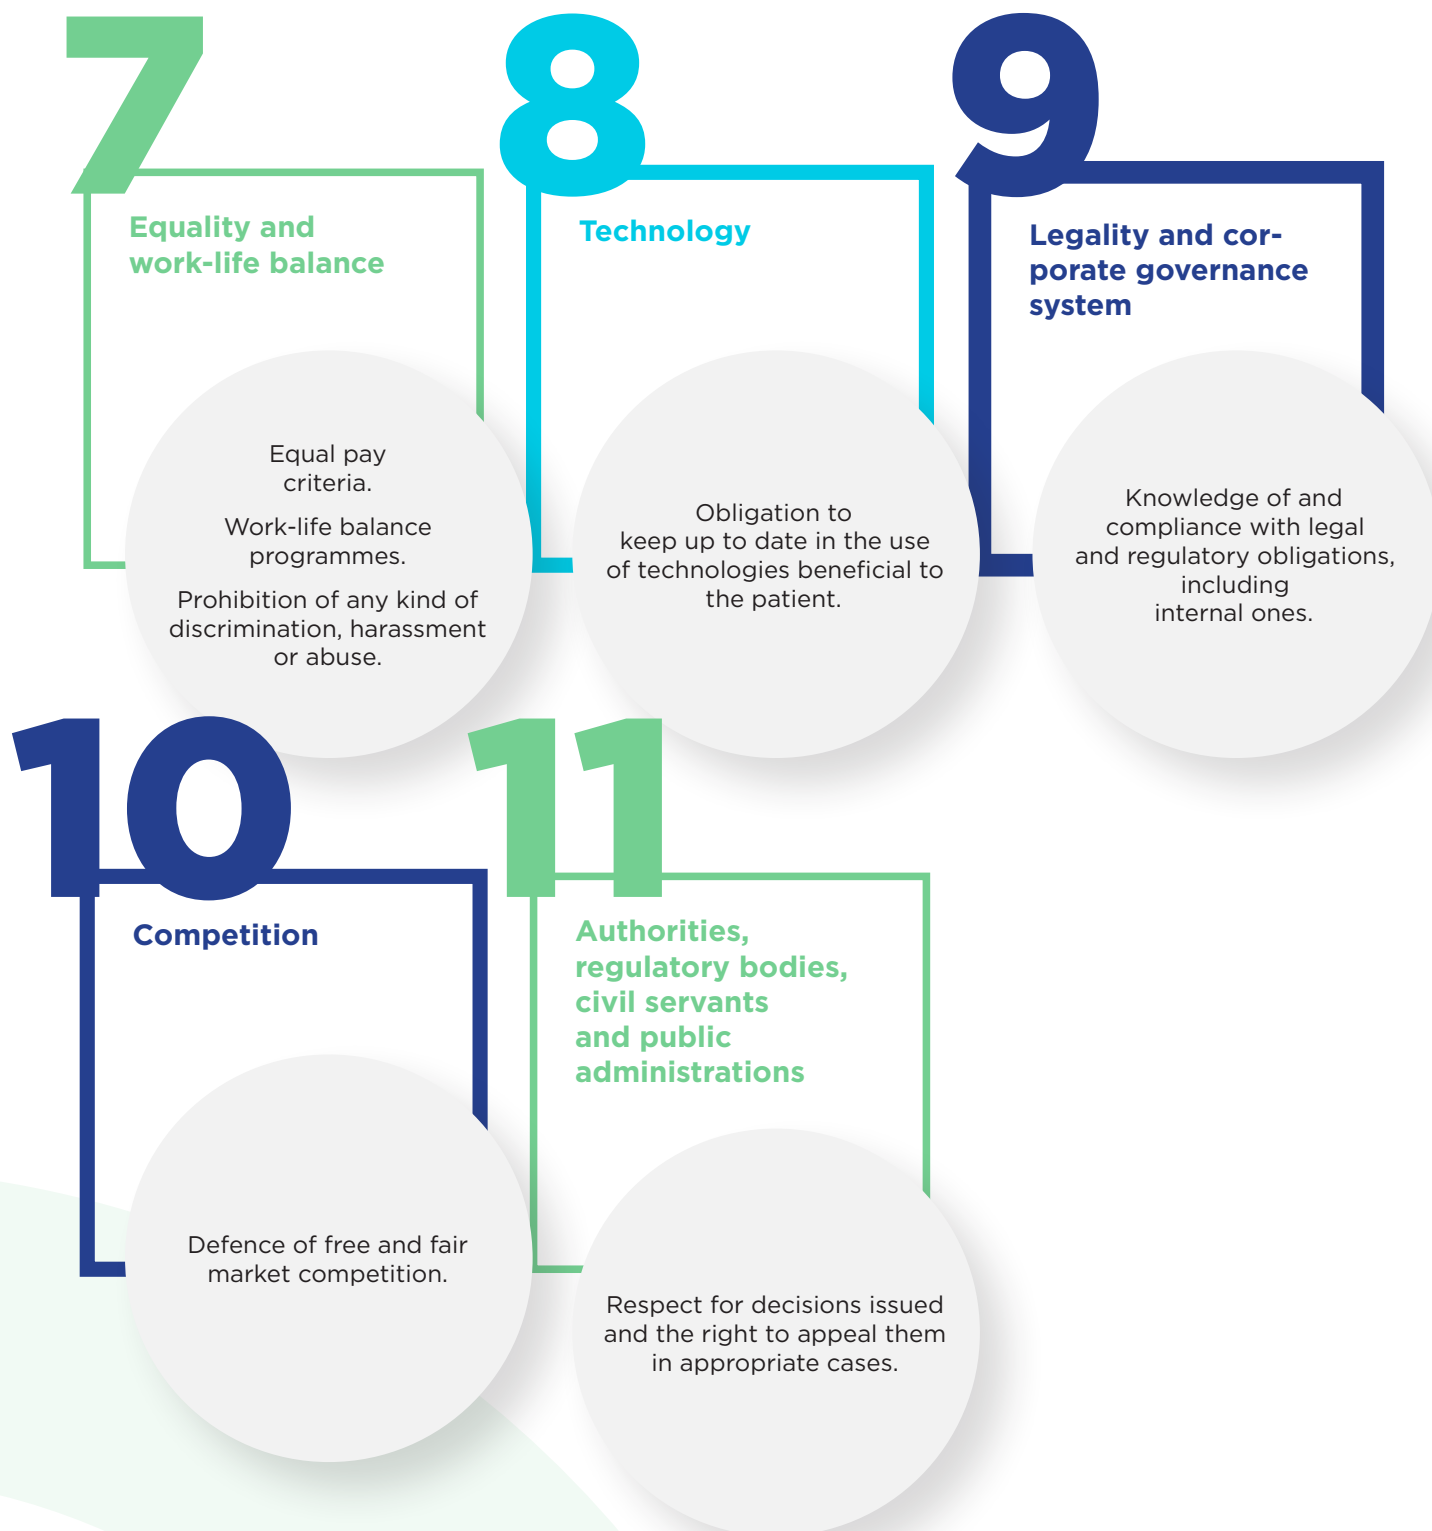 7
Equality and
work-life balance
Equal pay
criteria.
Work-life balance
programmes.
Prohibition of any kind of
discrimination, harassment
or abuse.
8
Technology
Obligation to
keep up to date in the use
of technologies beneficial to
the patient.
9
Legality and cor-
porate governance
system
Knowledge of and
compliance with legal
and regulatory obligations,
including
internal ones.
10
Competition
Defence of free and fair
market competition.
11
Authorities,
regulatory bodies,
civil servants
and public
administrations
Respect for decisions issued
and the right to appeal them
in appropriate cases.